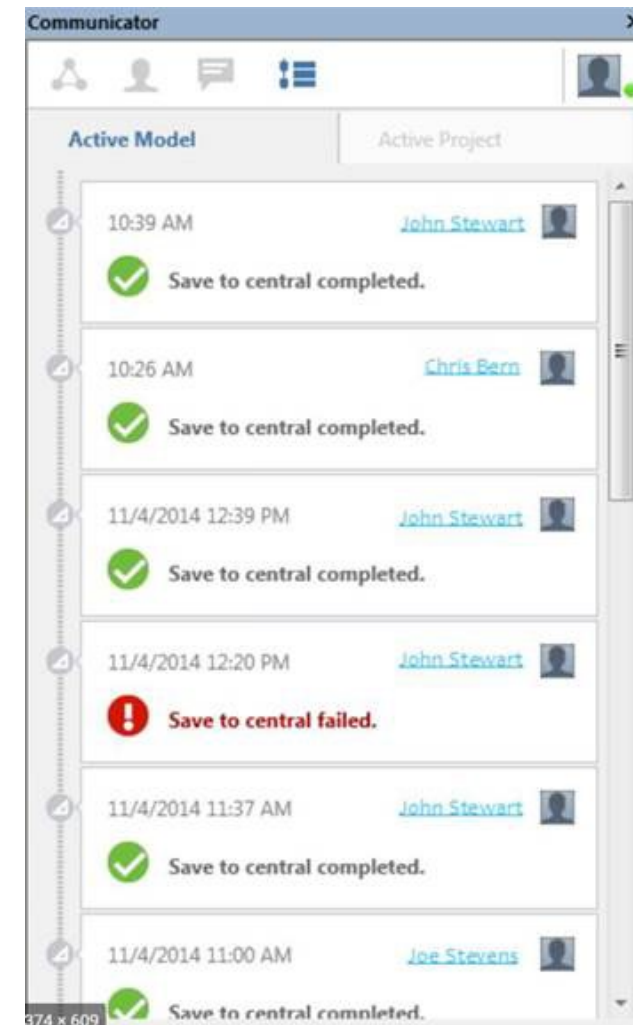 Communicator
Active Model
Active Project
10:39 AM John Stewart
Save to central completed.
10:26 AM Chris Bern
Save to central completed.
11/4/2014 12:39 PM John Stewart
Save to central completed.
11/4/2014 12:20 PM John Stewart
Save to central failed.
11/4/2014 11:37 AM John Stewart
Save to central completed.
11/4/2014 11:00 AM Joe Stevens
Save to central completed.
374 × 609